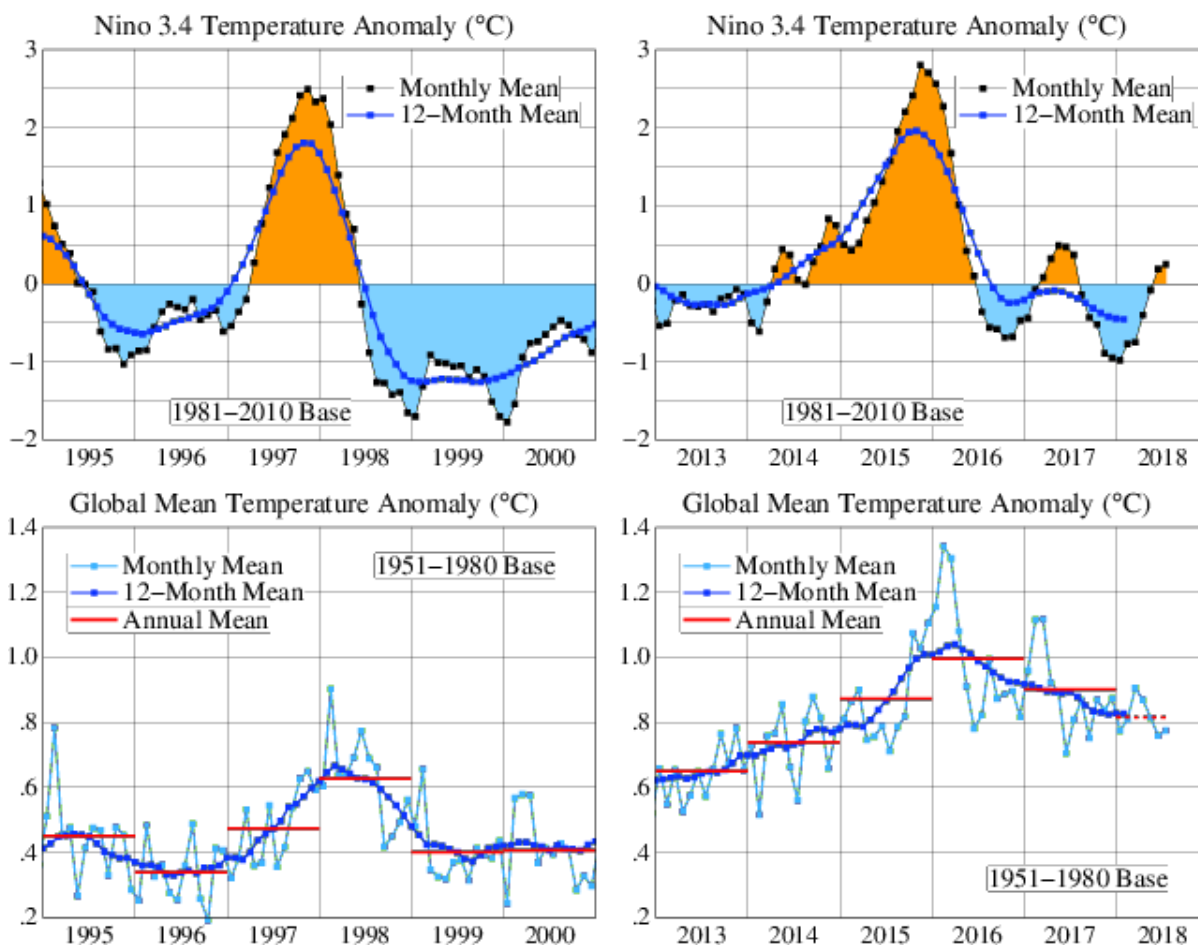 Nino 3.4 Temperature Anomaly (°C)
3
2
1
0
−1
−2
Monthly Mean
12−Month Mean
1981−2010 Base
1995 1996 1997 1998 1999 2000
Nino 3.4 Temperature Anomaly (°C)
3
2
1
0
−1
−2
Monthly Mean
12−Month Mean
1981−2010 Base
2013 2014 2015 2016 2017 2018
Global Mean Temperature Anomaly (°C)
1.4
1.2
1.0
.8
.6
.4
.2
Monthly Mean
12−Month Mean
Annual Mean
1951−1980 Base
1995 1996 1997 1998 1999 2000
Global Mean Temperature Anomaly (°C)
1.4
1.2
1.0
.8
.6
.4
.2
Monthly Mean
12−Month Mean
Annual Mean
1951−1980 Base
2013 2014 2015 2016 2017 2018